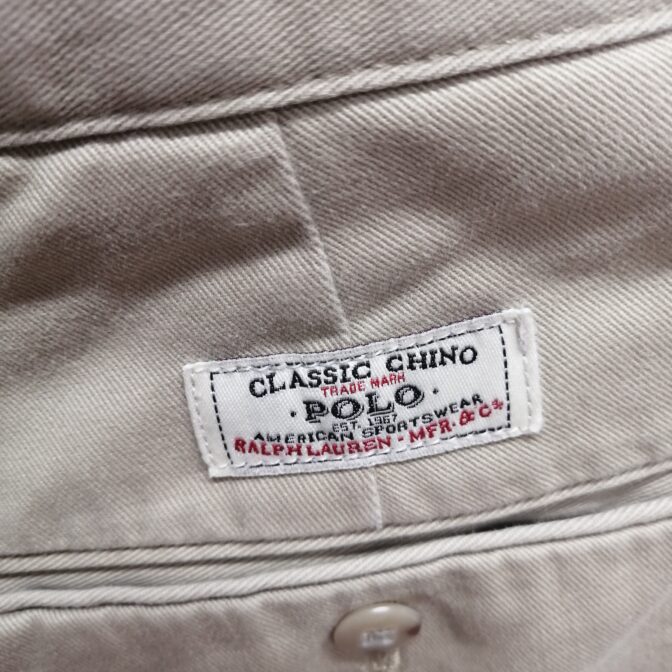 CLASSIC CHINO
TRADE MARK
· POLO ·
EST. 1967
AMERICAN SPORTSWEAR
RALPH LAUREN · MFR. & Cº